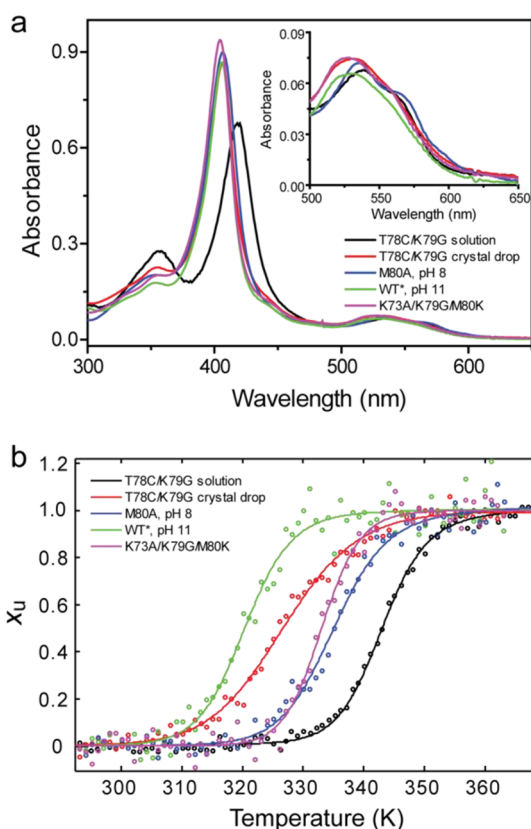 a
0.9
0.6
0.3
0.0
Absorbance
300 400 500 600
Wavelength (nm)
0.09
0.06
0.03
0.00
Absorbance
500 550 600 650
Wavelength (nm)
T78C/K79G solution
T78C/K79G crystal drop
M80A, pH 8
WT*, pH 11
K73A/K79G/M80K
b
1.2
1.0
0.8
0.6
0.4
0.2
0
xu
T78C/K79G solution
T78C/K79G crystal drop
M80A, pH 8
WT*, pH 11
K73A/K79G/M80K
300 310 320 330 340 350 360
Temperature (K)